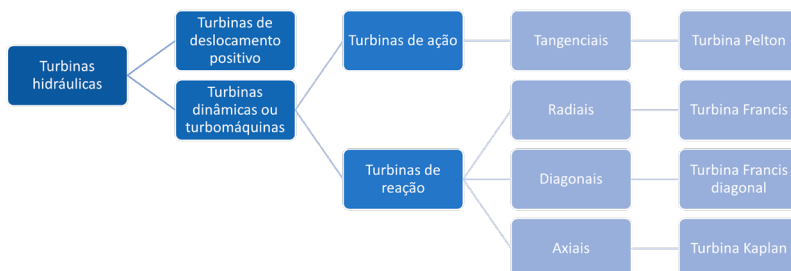 Turbinas
hidráulicas
Turbinas de
deslocamento
positivo
Turbinas
dinâmicas ou
turbomáquinas
Turbinas de ação
Turbinas de
reação
Tangenciais
Radiais
Diagonais
Axiais
Turbina Pelton
Turbina Francis
Turbina Francis
diagonal
Turbina Kaplan